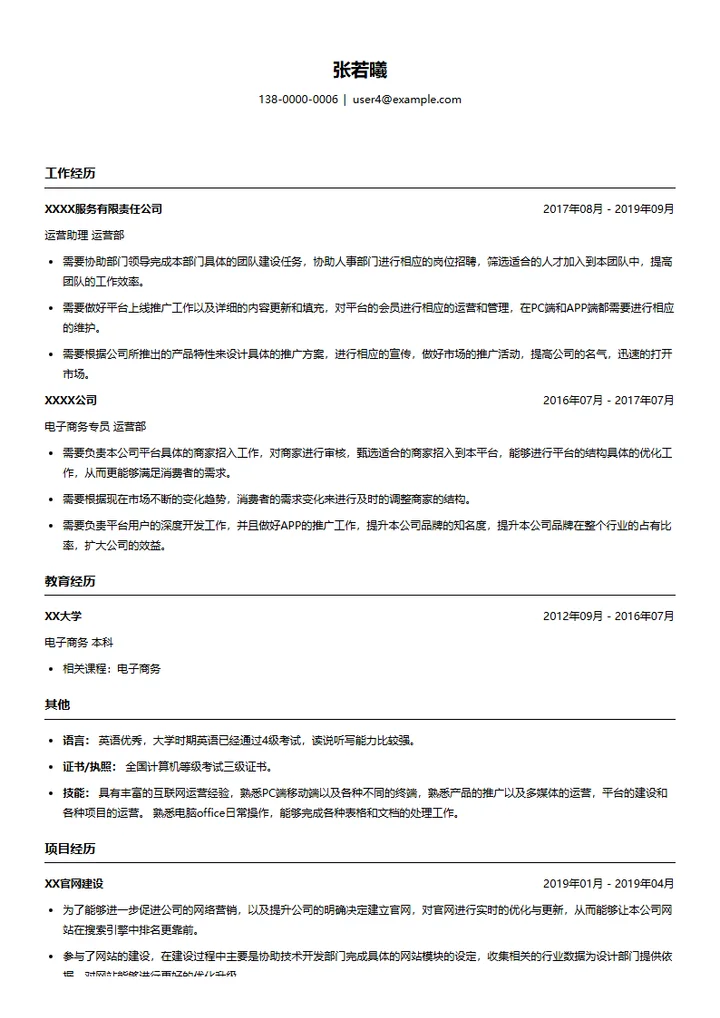 张若曦
138-0000-0006 | user4@example.com
工作经历
XXXX服务有限责任公司 2017年08月 - 2019年09月
运营助理 运营部
• 需要协助部门领导完成本部门具体的团队建设任务，协助人事部门进行相应的岗位招聘，筛选适合的人才加入到本团队中，提高
团队的工作效率。
• 需要做好平台上线推广工作以及详细的内容更新和填充，对平台的会员进行相应的运营和管理，在PC端和APP端都需要进行相应
的维护。
• 需要根据公司所推出的产品特性来设计具体的推广方案，进行相应的宣传，做好市场的推广活动，提高公司的名气，迅速的打开
市场。
XXXX公司 2016年07月 - 2017年07月
电子商务专员 运营部
• 需要负责本公司平台具体的商家招入工作，对商家进行审核，甄选适合的商家招入到本平台，能够进行平台的结构具体的优化工
作，从而更能够满足消费者的需求。
• 需要根据现在市场不断的变化趋势，消费者的需求变化来进行及时的调整商家的结构。
• 需要负责平台用户的深度开发工作，并且做好APP的推广工作，提升本公司品牌的知名度，提升本公司品牌在整个行业的占有比
率，扩大公司的效益。
教育经历
XX大学 2012年09月 - 2016年07月
电子商务 本科
• 相关课程：电子商务
其他
• 语言： 英语优秀，大学时期英语已经通过4级考试，读说听写能力比较强。
• 证书/执照： 全国计算机等级考试三级证书。
• 技能： 具有丰富的互联网运营经验，熟悉PC端移动端以及各种不同的终端，熟悉产品的推广以及多媒体的运营，平台的建设和
各种项目的运营。 熟悉电脑office日常操作，能够完成各种表格和文档的处理工作。
项目经历
XX官网建设 2019年01月 - 2019年04月
• 为了能够进一步促进公司的网络营销，以及提升公司的明确决定建立官网，对官网进行实时的优化与更新，从而能够让本公司网
站在搜索引擎中排名更靠前。
• 参与了网站的建设，在建设过程中主要是协助技术开发部门完成具体的网站模块的设定，收集相关的行业数据为设计部门提供依
据，对网站能够进行更好的优化升级